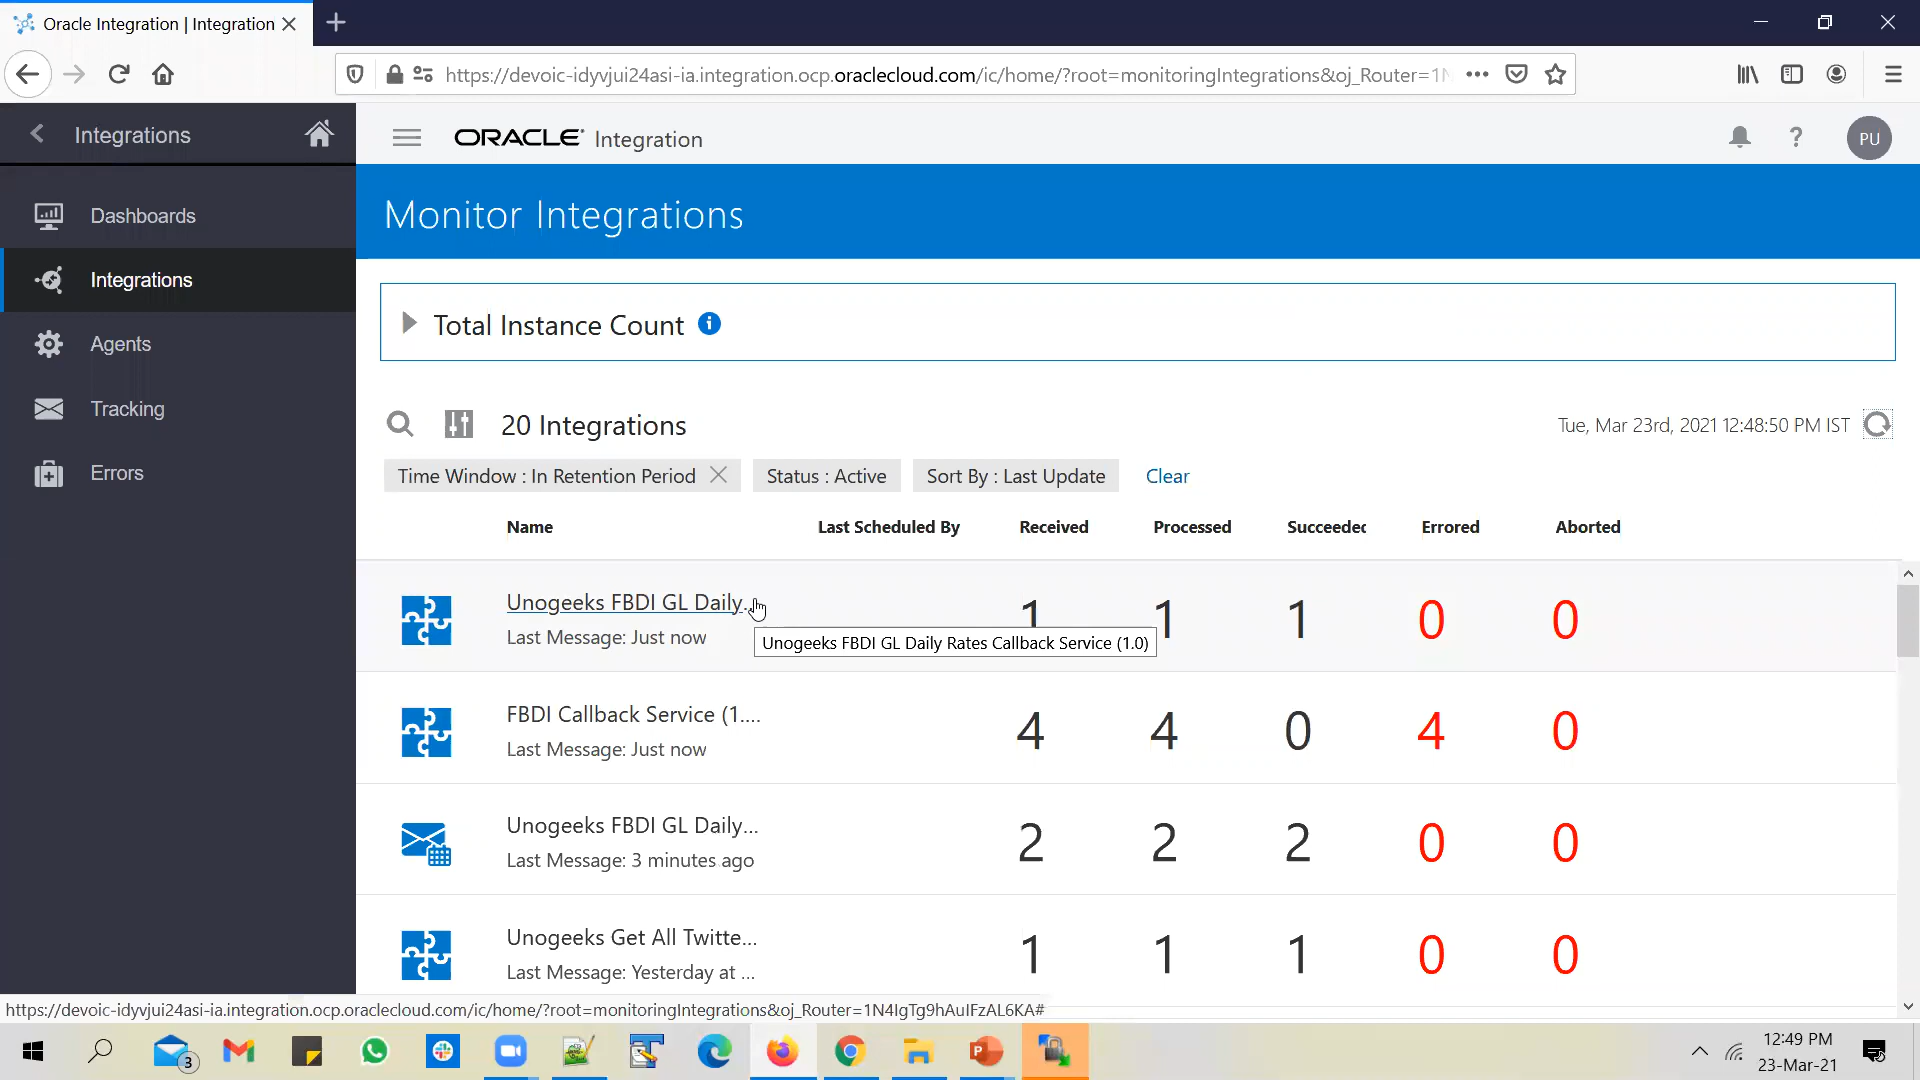 Oracle Integration | Integration
https://devoic-idyvjui24asi-ia.integration.ocp.oraclecloud.com/ic/home/?root=monitoringIntegrations&oj_Router=1N
Integrations
ORACLE Integration
PU
Dashboards
Integrations
Agents
Tracking
Errors
Monitor Integrations
Total Instance Count
20 Integrations
Tue, Mar 23rd, 2021 12:48:50 PM IST
Time Window : In Retention Period
Status : Active
Sort By : Last Update
Clear
Name Last Scheduled By Received Processed Succeeded Errored Aborted
Unogeeks FBDI GL Daily... 1 1 1 0 0
Last Message: Just now
Unogeeks FBDI GL Daily Rates Callback Service (1.0)
FBDI Callback Service (1.... 4 4 0 4 0
Last Message: Just now
Unogeeks FBDI GL Daily... 2 2 2 0 0
Last Message: 3 minutes ago
Unogeeks Get All Twitte... 1 1 1 0 0
Last Message: Yesterday at ...
https://devoic-idyvjui24asi-ia.integration.ocp.oraclecloud.com/ic/home/?root=monitoringIntegrations&oj_Router=1N4IgTg9hAuIFzAL6KA#
3
12:49 PM
23-Mar-21